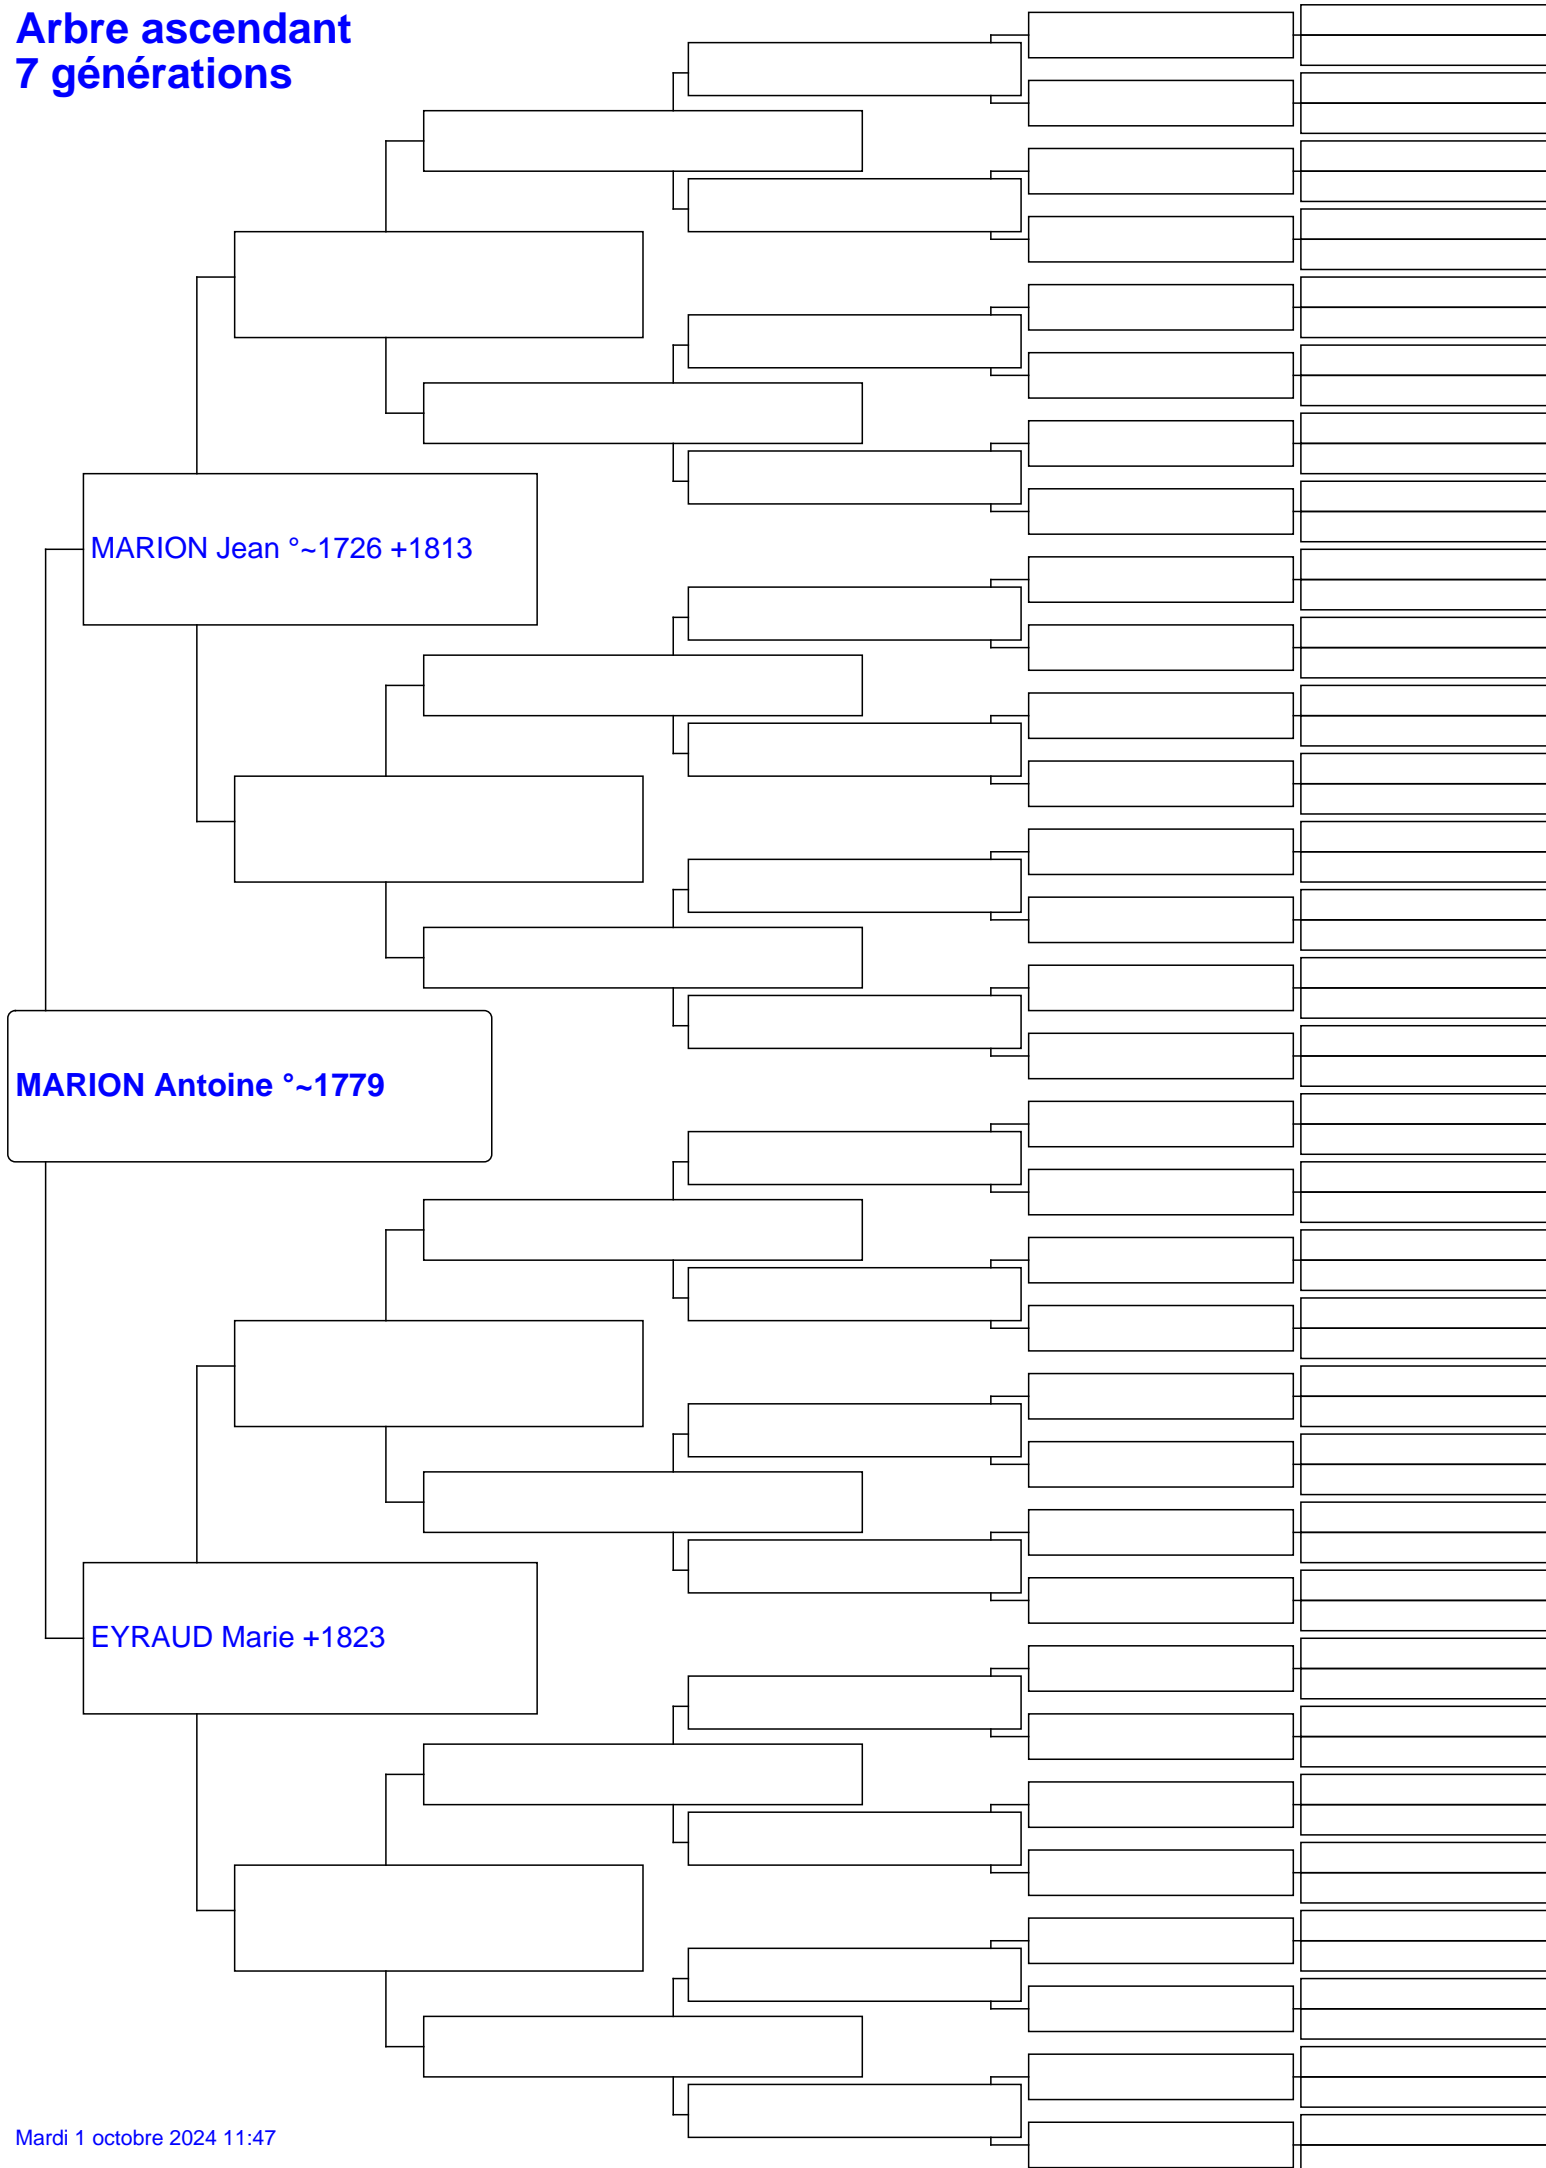 Arbre ascendant
7 générations
MARION Jean °~1726 +1813
MARION Antoine °~1779
EYRAUD Marie +1823
Mardi 1 octobre 2024 11:47